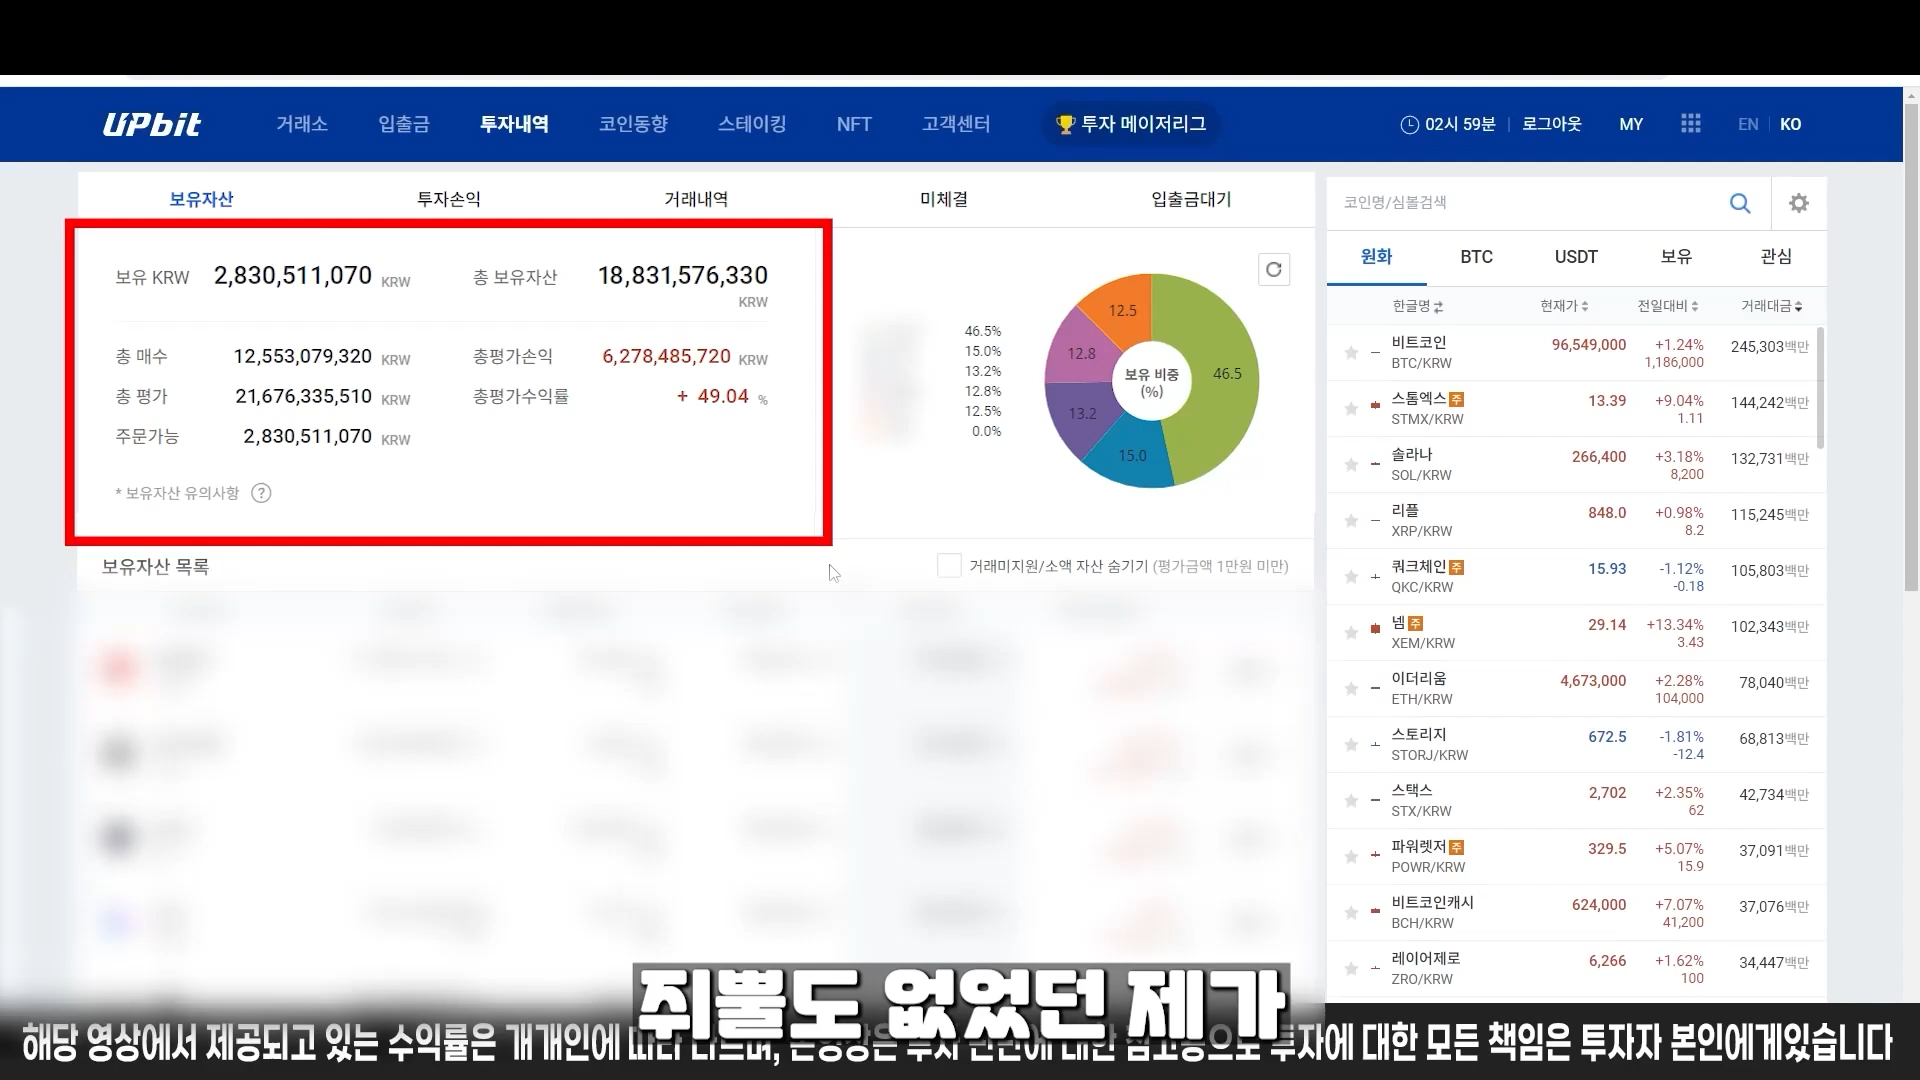 UPbit 거래소 입출금 투자내역 코인동향 스테이킹 NFT 고객센터 🏆 투자 메이저리그 02시 59분 로그아웃 MY EN KO
보유자산 투자손익 거래내역 미체결 입출금대기
보유 KRW 2,830,511,070 KRW 총 보유자산 18,831,576,330
KRW
총 매수 12,553,079,320 KRW 총평가손익 6,278,485,720 KRW
총 평가 21,676,335,510 KRW 총평가수익률 + 49.04 %
주문가능 2,830,511,070 KRW
* 보유자산 유의사항 ?
46.5%
15.0%
13.2%
12.8%
12.5%
0.0%
12.5
12.8
46.5
보유 비중
(%)
13.2
15.0
보유자산 목록 거래미지원/소액 자산 숨기기 (평가금액 1만원 미만)
코인명/심볼검색
원화 BTC USDT 보유 관심
한글명 현재가 전일대비 거래대금
비트코인 96,549,000 +1.24% 245,303백만
BTC/KRW 1,186,000
스톰엑스 주 13.39 +9.04% 144,242백만
STMX/KRW 1.11
솔라나 266,400 +3.18% 132,731백만
SOL/KRW 8,200
리플 848.0 +0.98% 115,245백만
XRP/KRW 8.2
쿼크체인 주 15.93 -1.12% 105,803백만
QKC/KRW -0.18
넴 주 29.14 +13.34% 102,343백만
XEM/KRW 3.43
이더리움 4,673,000 +2.28% 78,040백만
ETH/KRW 104,000
스토리지 672.5 -1.81% 68,813백만
STORJ/KRW -12.4
스택스 2,702 +2.35% 42,734백만
STX/KRW 62
파워렛저 주 329.5 +5.07% 37,091백만
POWR/KRW 15.9
비트코인캐시 624,000 +7.07% 37,076백만
BCH/KRW 41,200
레이어제로 6,266 +1.62% 34,447백만
ZRO/KRW 100
쥐뿔도 없었던 제가
해당 영상에서 제공되고 있는 수익률은 개개인에 투자에 대한 모든 책임은 투자자 본인에게있습니다